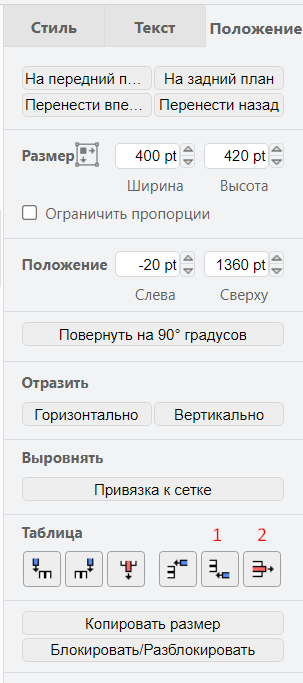 Стиль Текст Положение
На передний п… На задний план
Перенести впе… Перенести назад
Размер 400 pt 420 pt
Ширина Высота
Ограничить пропорции
Положение -20 pt 1360 pt
Слева Сверху
Повернуть на 90° градусов
Отразить
Горизонтально Вертикально
Выровнять
Привязка к сетке
Таблица 1 2
Копировать размер
Блокировать/Разблокировать